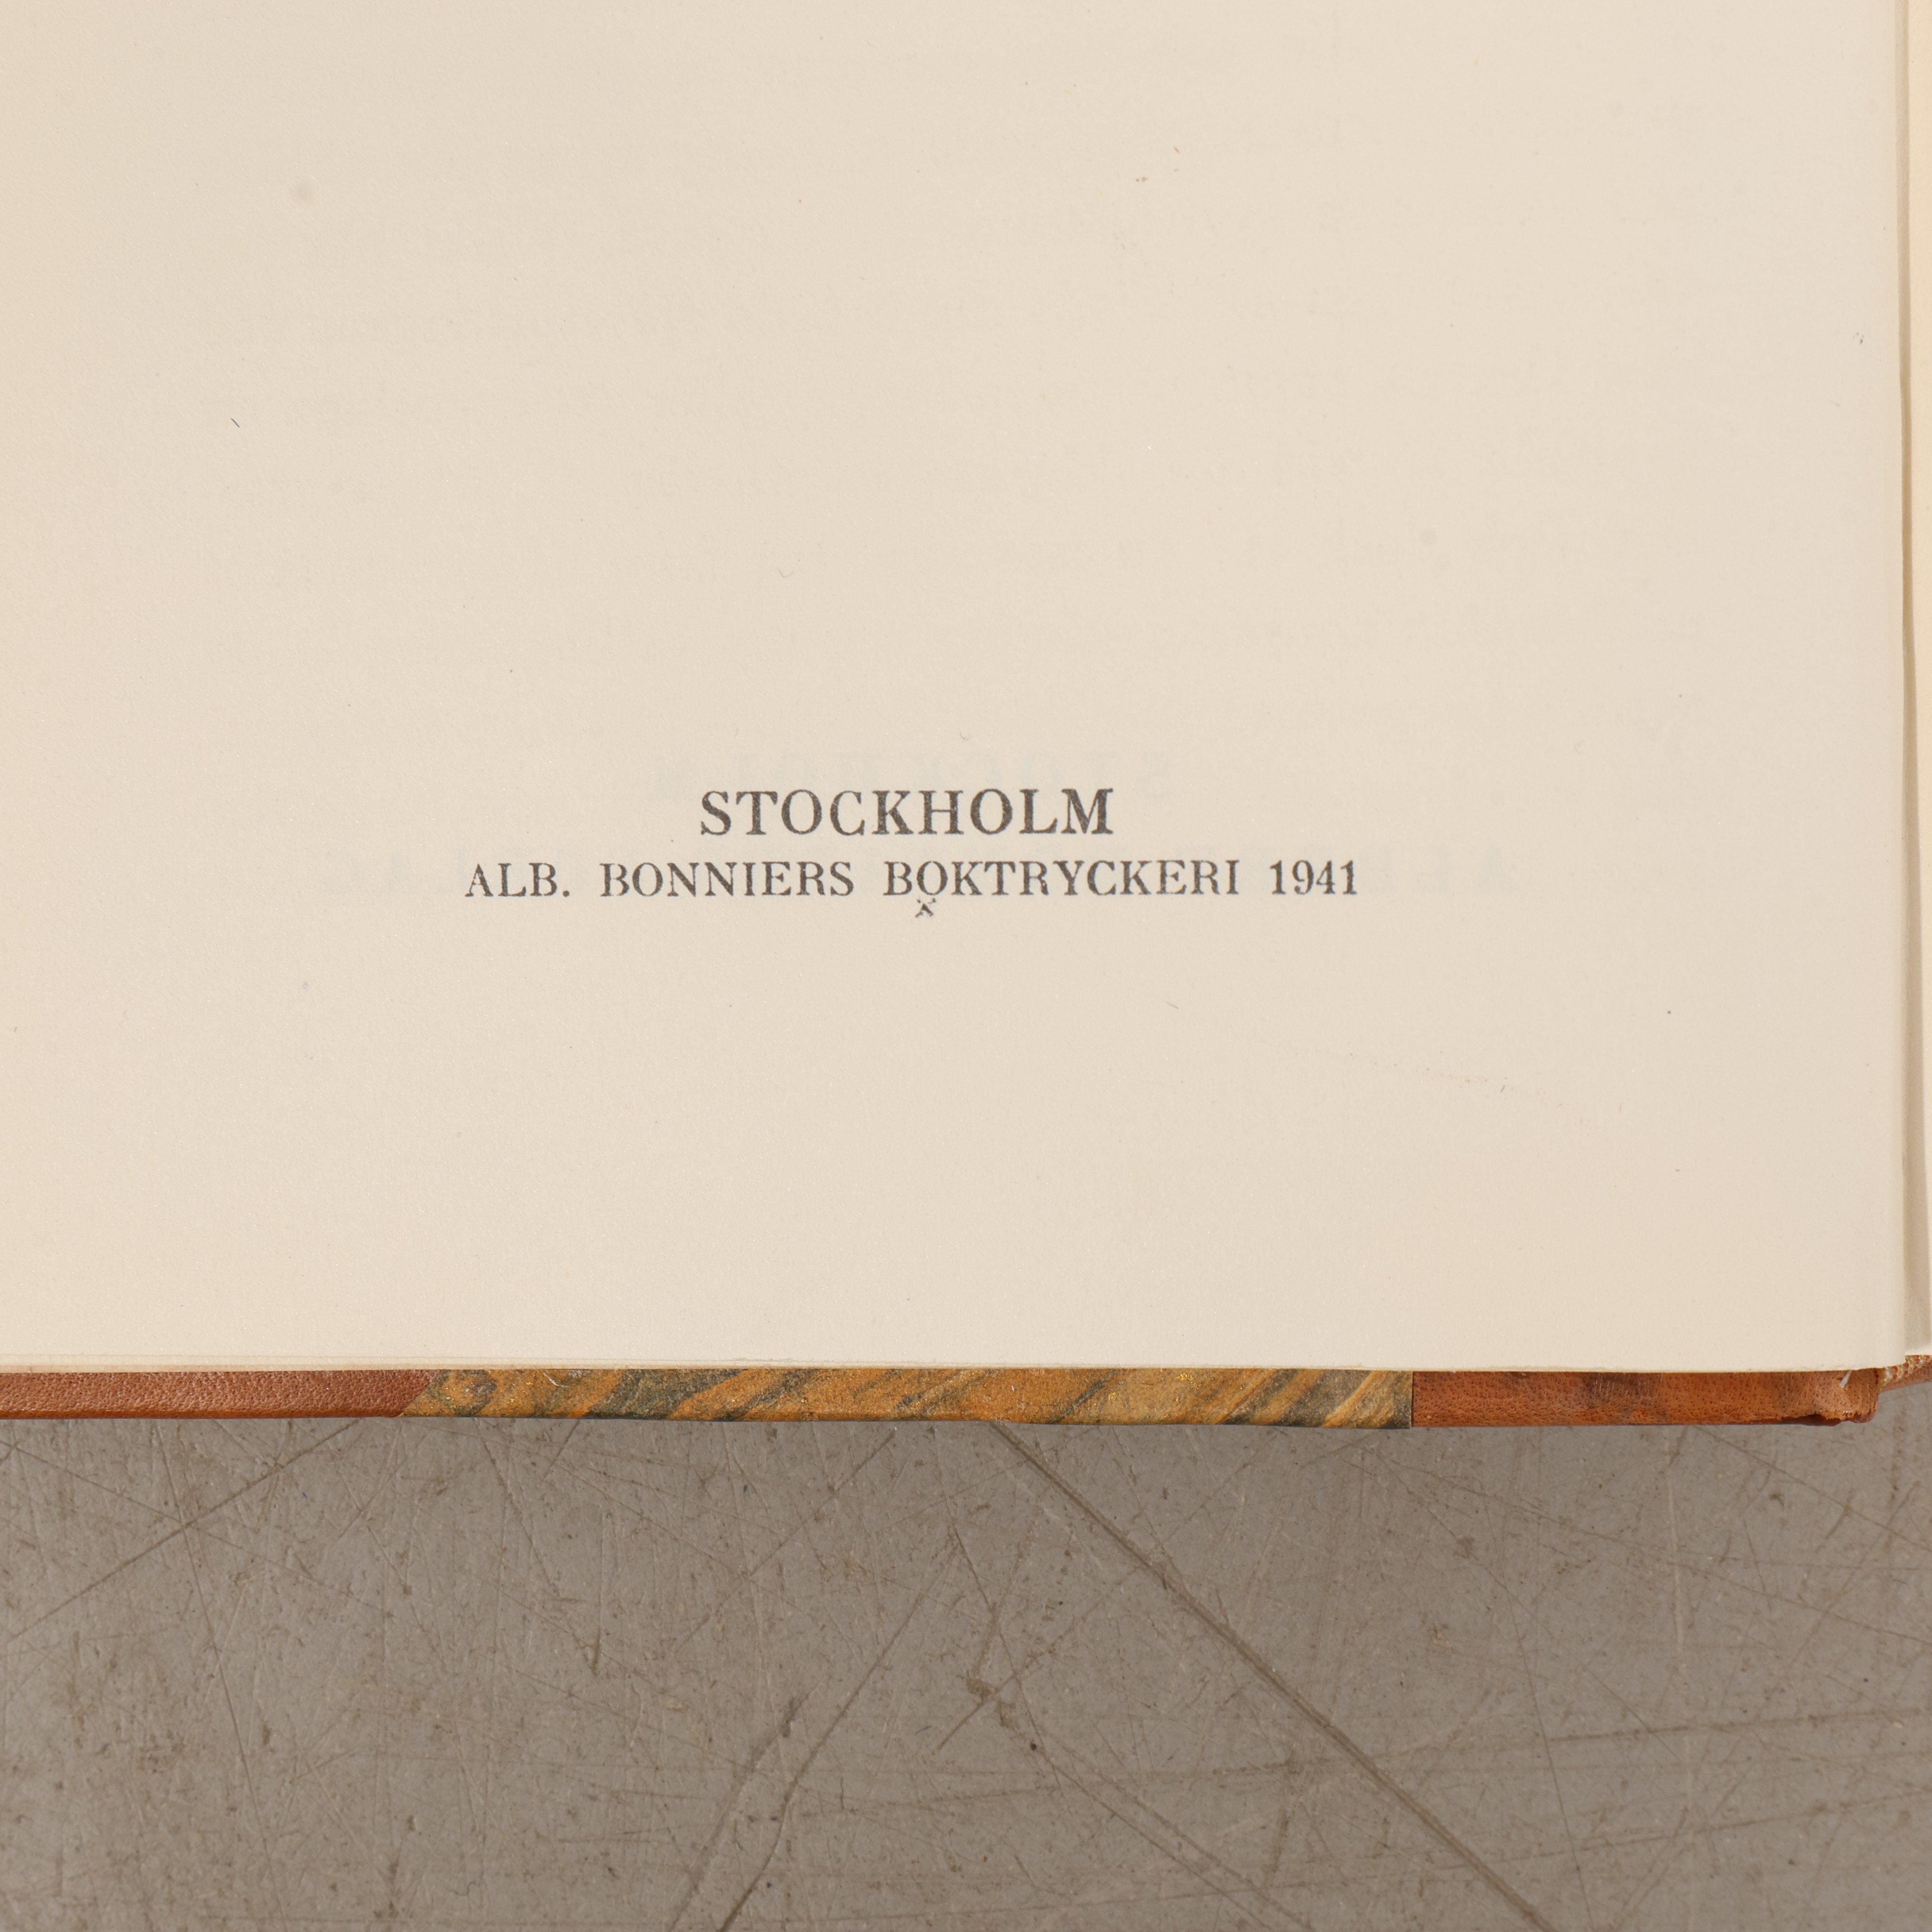 STOCKHOLM
ALB. BONNIERS BOKTRYCKERI 1941